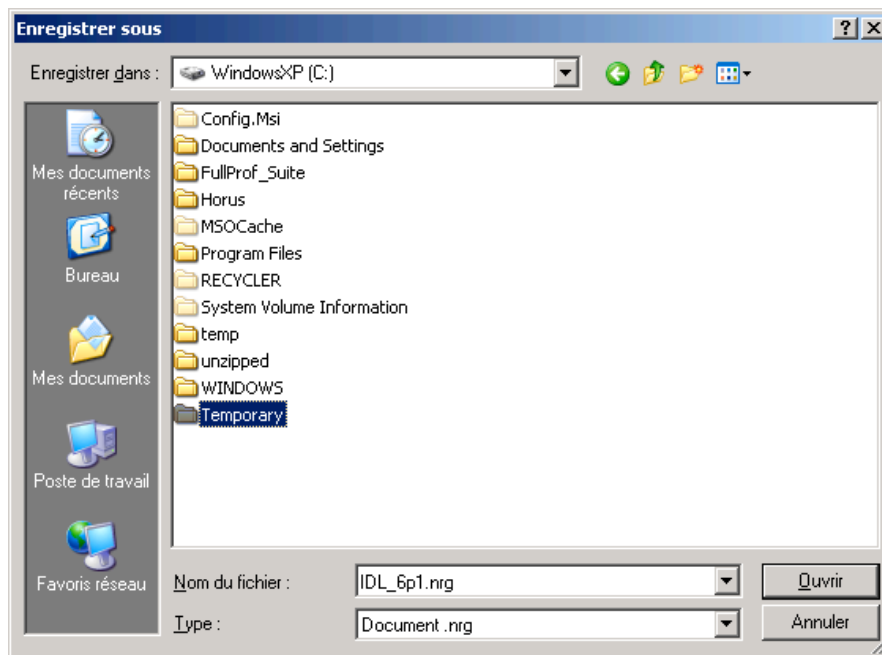 Enregistrer sous
Enregistrer dans : WindowsXP (C:)
Mes documents
récents
Bureau
Mes documents
Poste de travail
Favoris réseau
Config.Msi
Documents and Settings
FullProf_Suite
Horus
MSOCache
Program Files
RECYCLER
System Volume Information
temp
unzipped
WINDOWS
Temporary
Nom du fichier : IDL_6p1.nrg Ouvrir
Type : Document .nrg Annuler